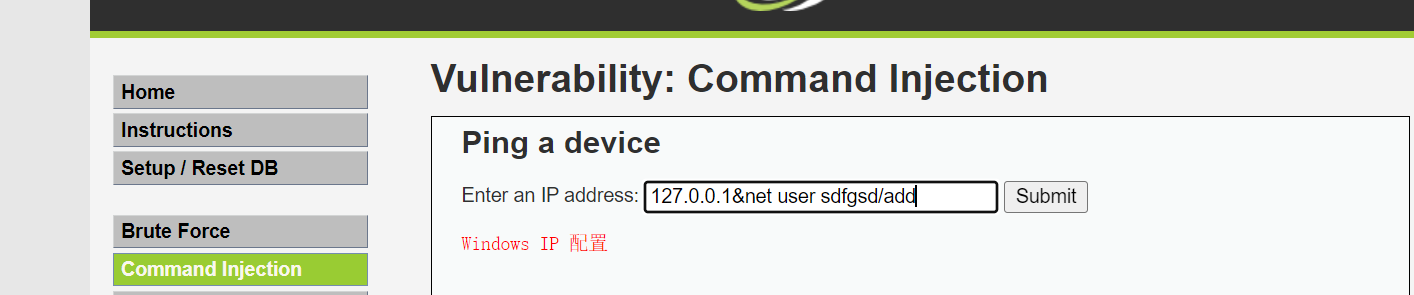 Home
Instructions
Setup / Reset DB
Brute Force
Command Injection
Vulnerability: Command Injection
Ping a device
Enter an IP address: 127.0.0.1&net user sdfgsd/add Submit
Windows IP 配置